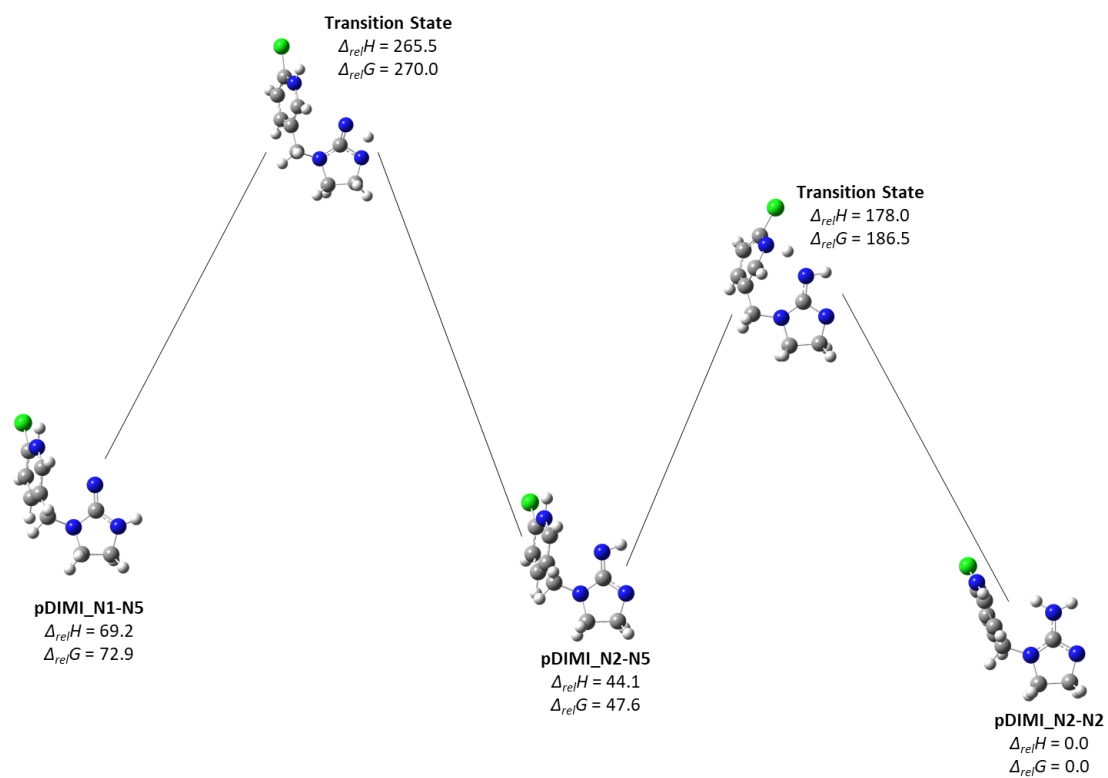 Transition State
ΔrelH = 265.5
ΔrelG = 270.0
Transition State
ΔrelH = 178.0
ΔrelG = 186.5
pDIMI_N1-N5
ΔrelH = 69.2
ΔrelG = 72.9
pDIMI_N2-N5
ΔrelH = 44.1
ΔrelG = 47.6
pDIMI_N2-N2
ΔrelH = 0.0
ΔrelG = 0.0